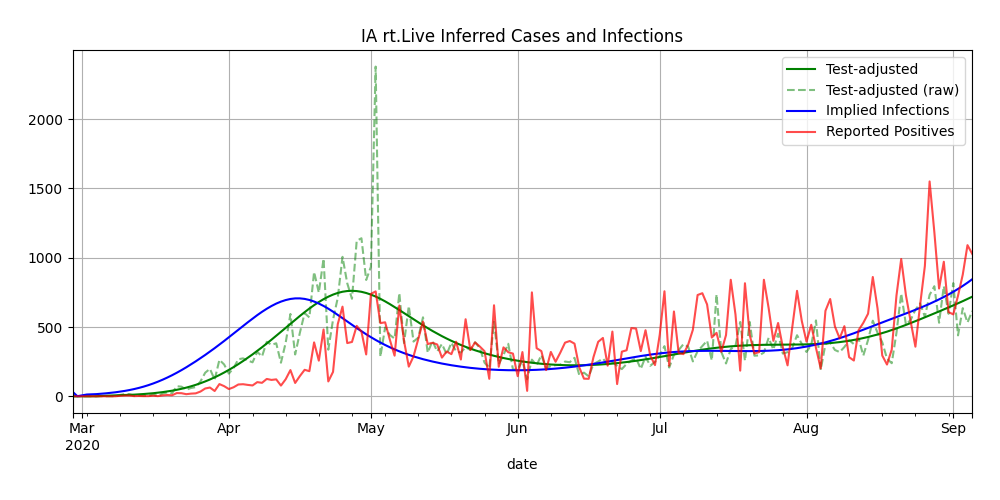 IA rt.Live Inferred Cases and Infections
Test-adjusted
Test-adjusted (raw)
Implied Infections
Reported Positives
2000
1500
1000
500
0
Mar Apr May Jun Jul Aug Sep
2020
date